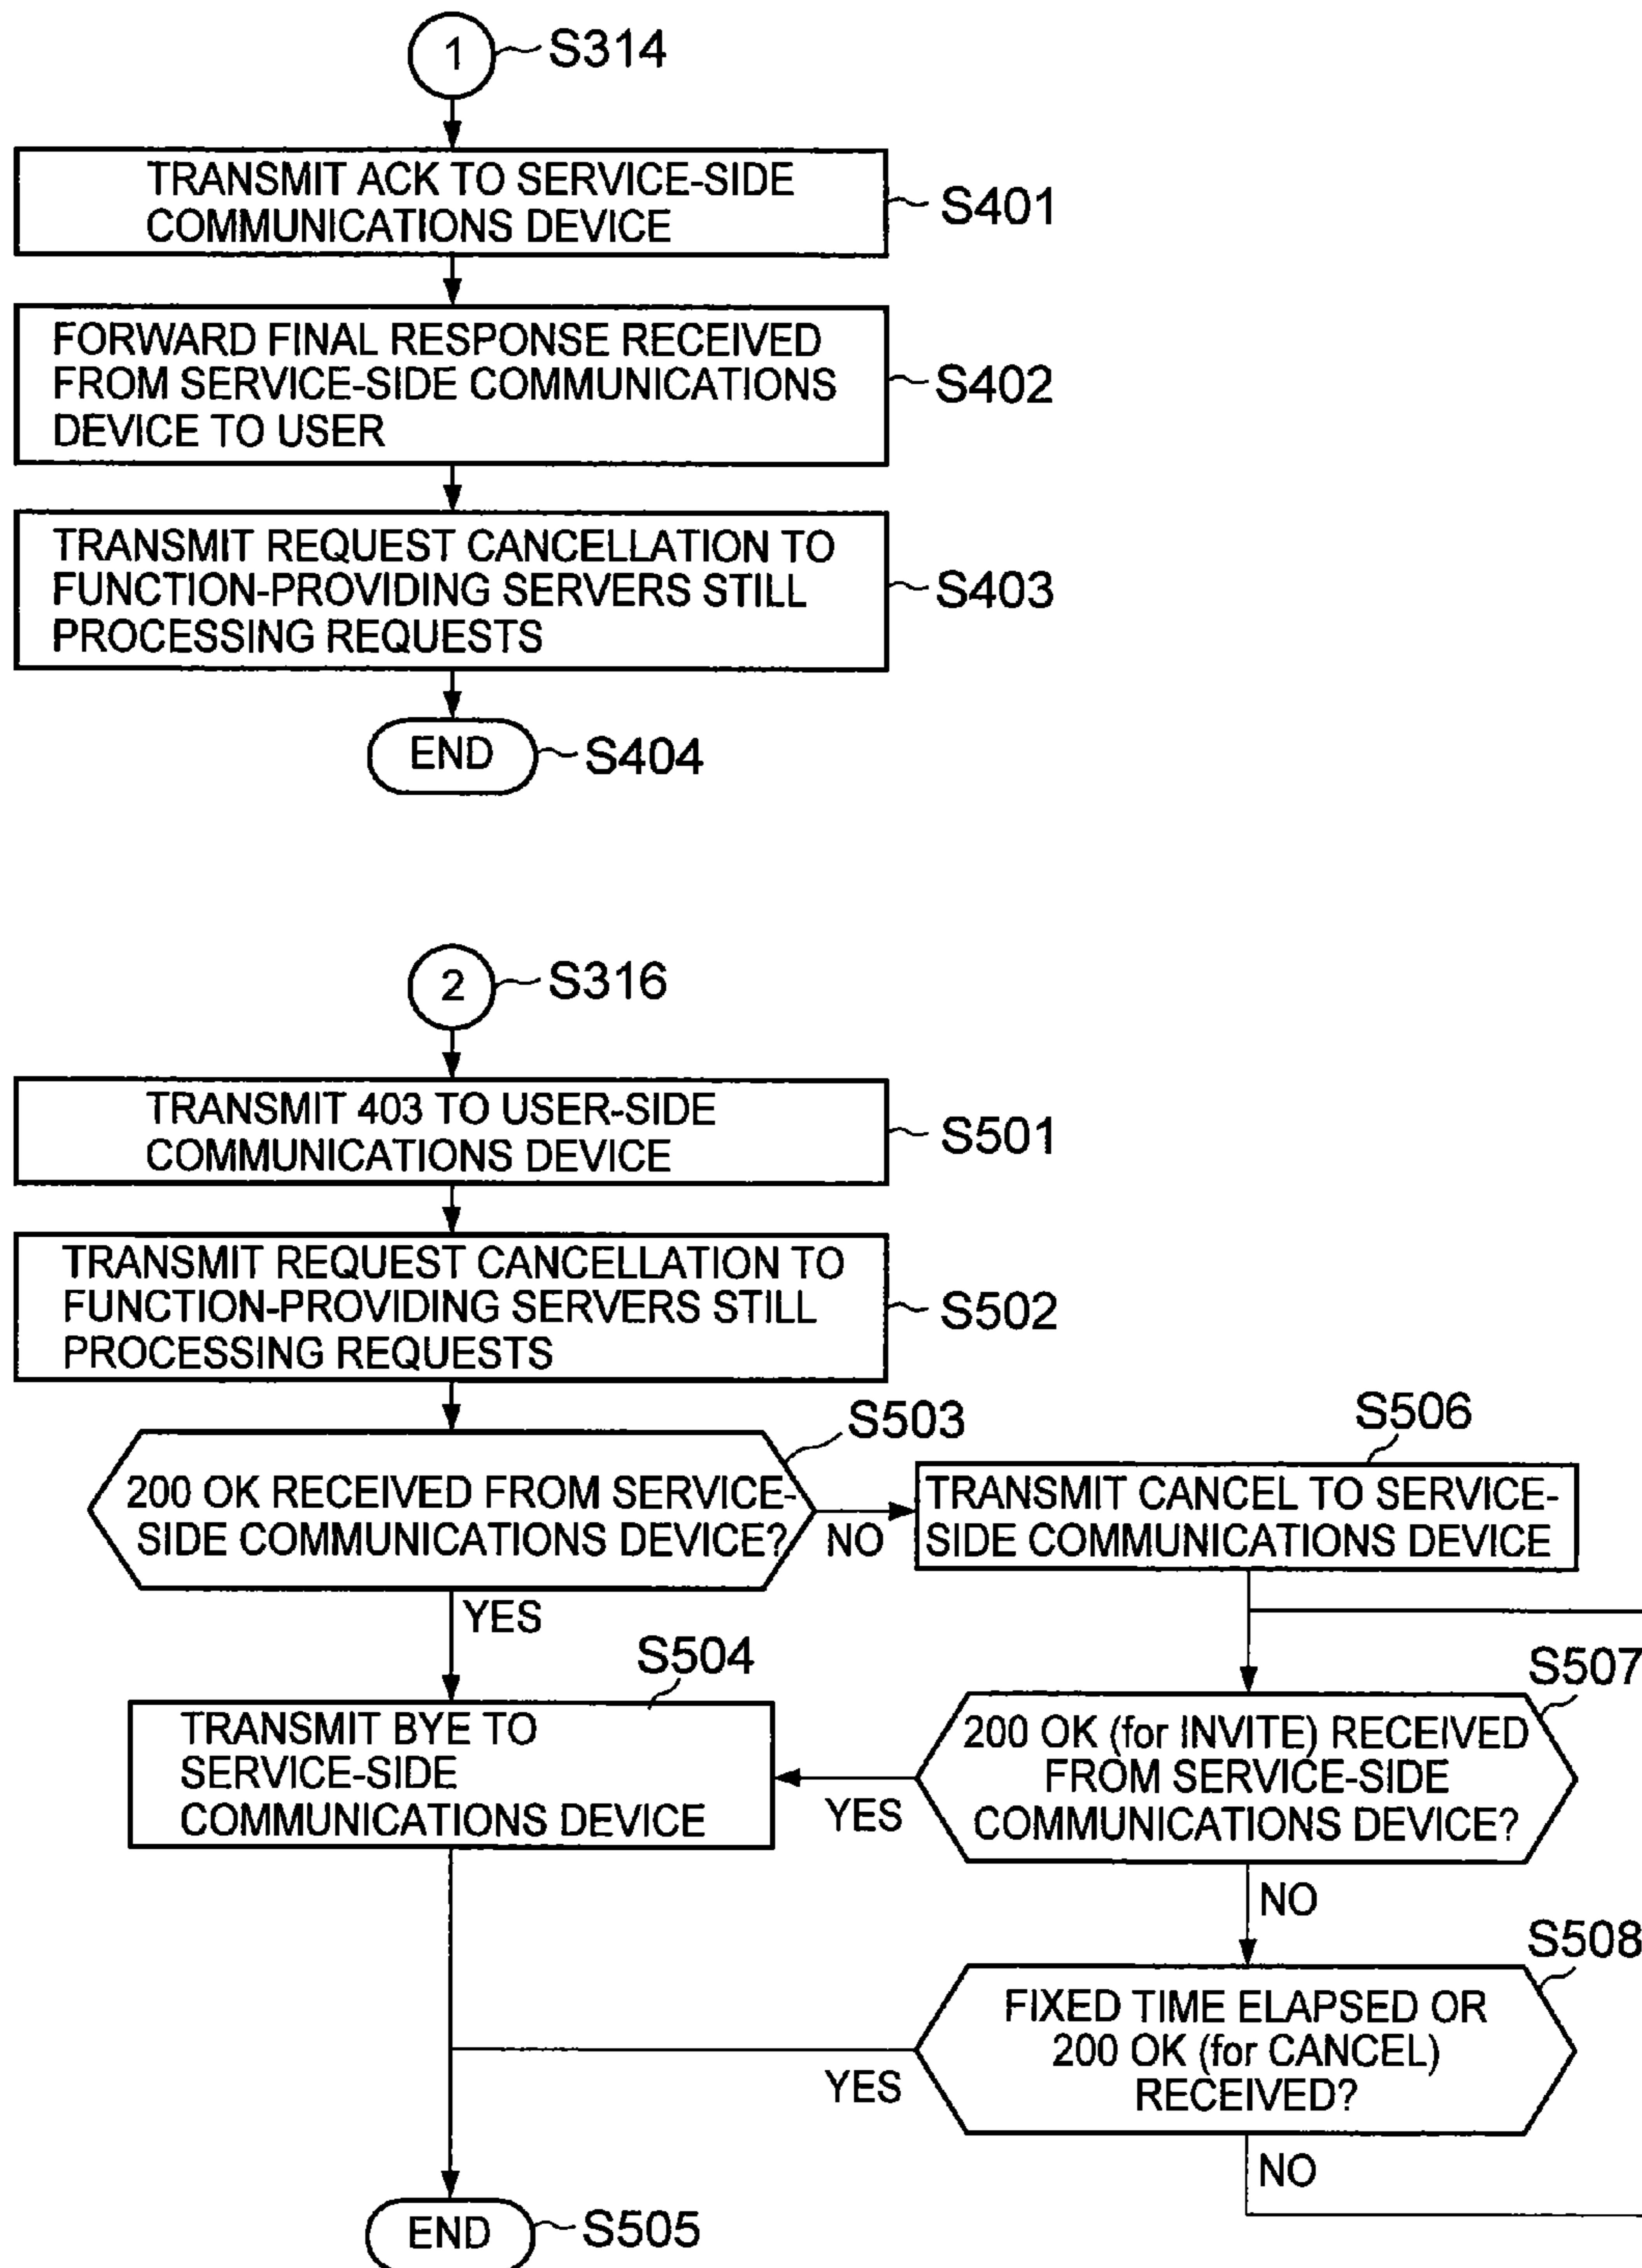 1
S314
TRANSMIT ACK TO SERVICE-SIDE
COMMUNICATIONS DEVICE
S401
FORWARD FINAL RESPONSE RECEIVED
FROM SERVICE-SIDE COMMUNICATIONS
DEVICE TO USER
S402
TRANSMIT REQUEST CANCELLATION TO
FUNCTION-PROVIDING SERVERS STILL
PROCESSING REQUESTS
S403
END
S404
2
S316
TRANSMIT 403 TO USER-SIDE
COMMUNICATIONS DEVICE
S501
TRANSMIT REQUEST CANCELLATION TO
FUNCTION-PROVIDING SERVERS STILL
PROCESSING REQUESTS
S502
S503
200 OK RECEIVED FROM SERVICE-
SIDE COMMUNICATIONS DEVICE?
NO
YES
S506
TRANSMIT CANCEL TO SERVICE-
SIDE COMMUNICATIONS DEVICE
S504
TRANSMIT BYE TO
SERVICE-SIDE
COMMUNICATIONS DEVICE
S507
200 OK (for INVITE) RECEIVED
FROM SERVICE-SIDE
COMMUNICATIONS DEVICE?
YES
NO
S508
FIXED TIME ELAPSED OR
200 OK (for CANCEL)
RECEIVED?
YES
NO
END
S505